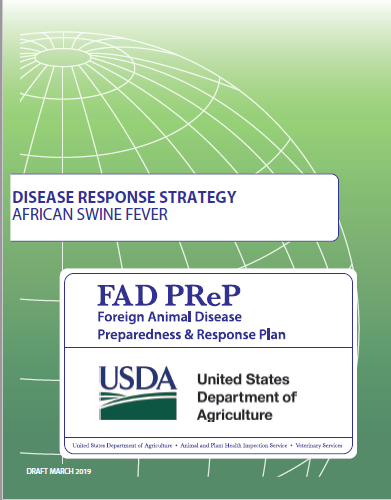 DISEASE RESPONSE STRATEGY
AFRICAN SWINE FEVER
FAD PReP
Foreign Animal Disease
Preparedness & Response Plan
USDA
United States
Department of
Agriculture
United States Department of Agriculture • Animal and Plant Health Inspection Service • Veterinary Services
DRAFT MARCH 2019